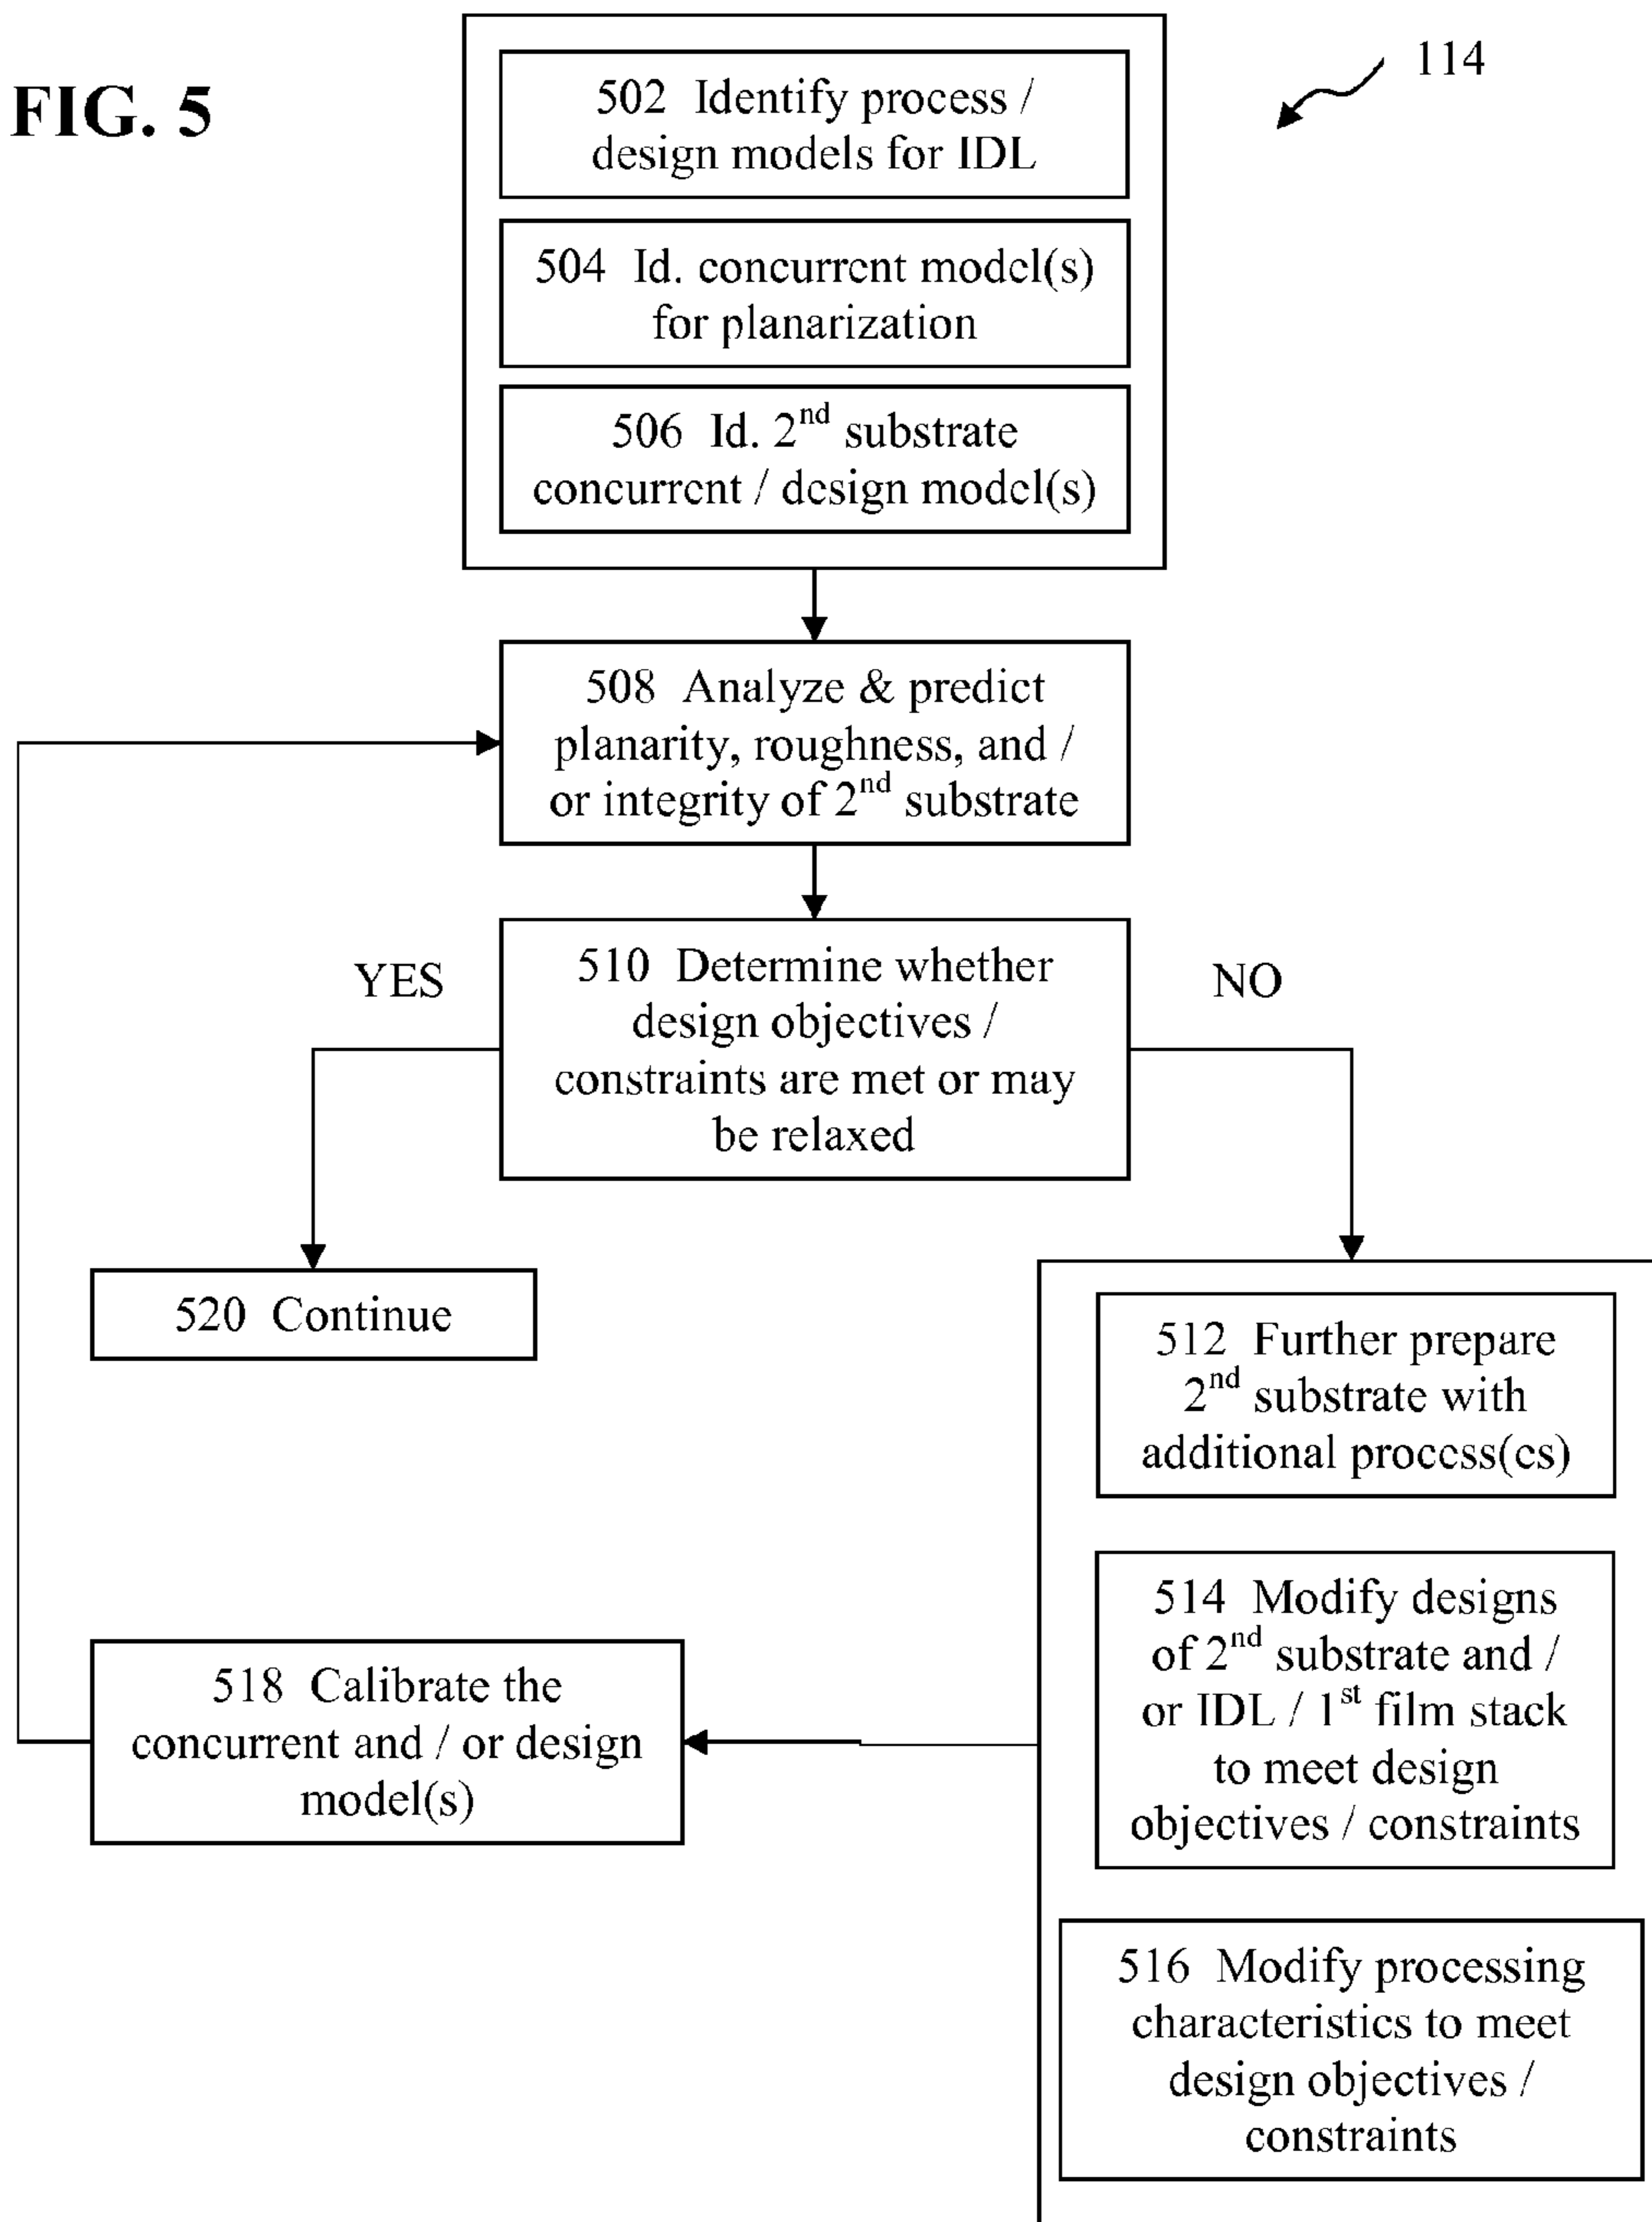 FIG. 5
114
502 Identify process /
design models for IDL
504 Id. concurrent model(s)
for planarization
506 Id. 2nd substrate
concurrent / design model(s)
508 Analyze & predict
planarity, roughness, and /
or integrity of 2nd substrate
YES
510 Determine whether
design objectives /
constraints are met or may
be relaxed
NO
520 Continue
512 Further prepare
2nd substrate with
additional process(es)
514 Modify designs
of 2nd substrate and /
or IDL / 1st film stack
to meet design
objectives / constraints
518 Calibrate the
concurrent and / or design
model(s)
516 Modify processing
characteristics to meet
design objectives /
constraints